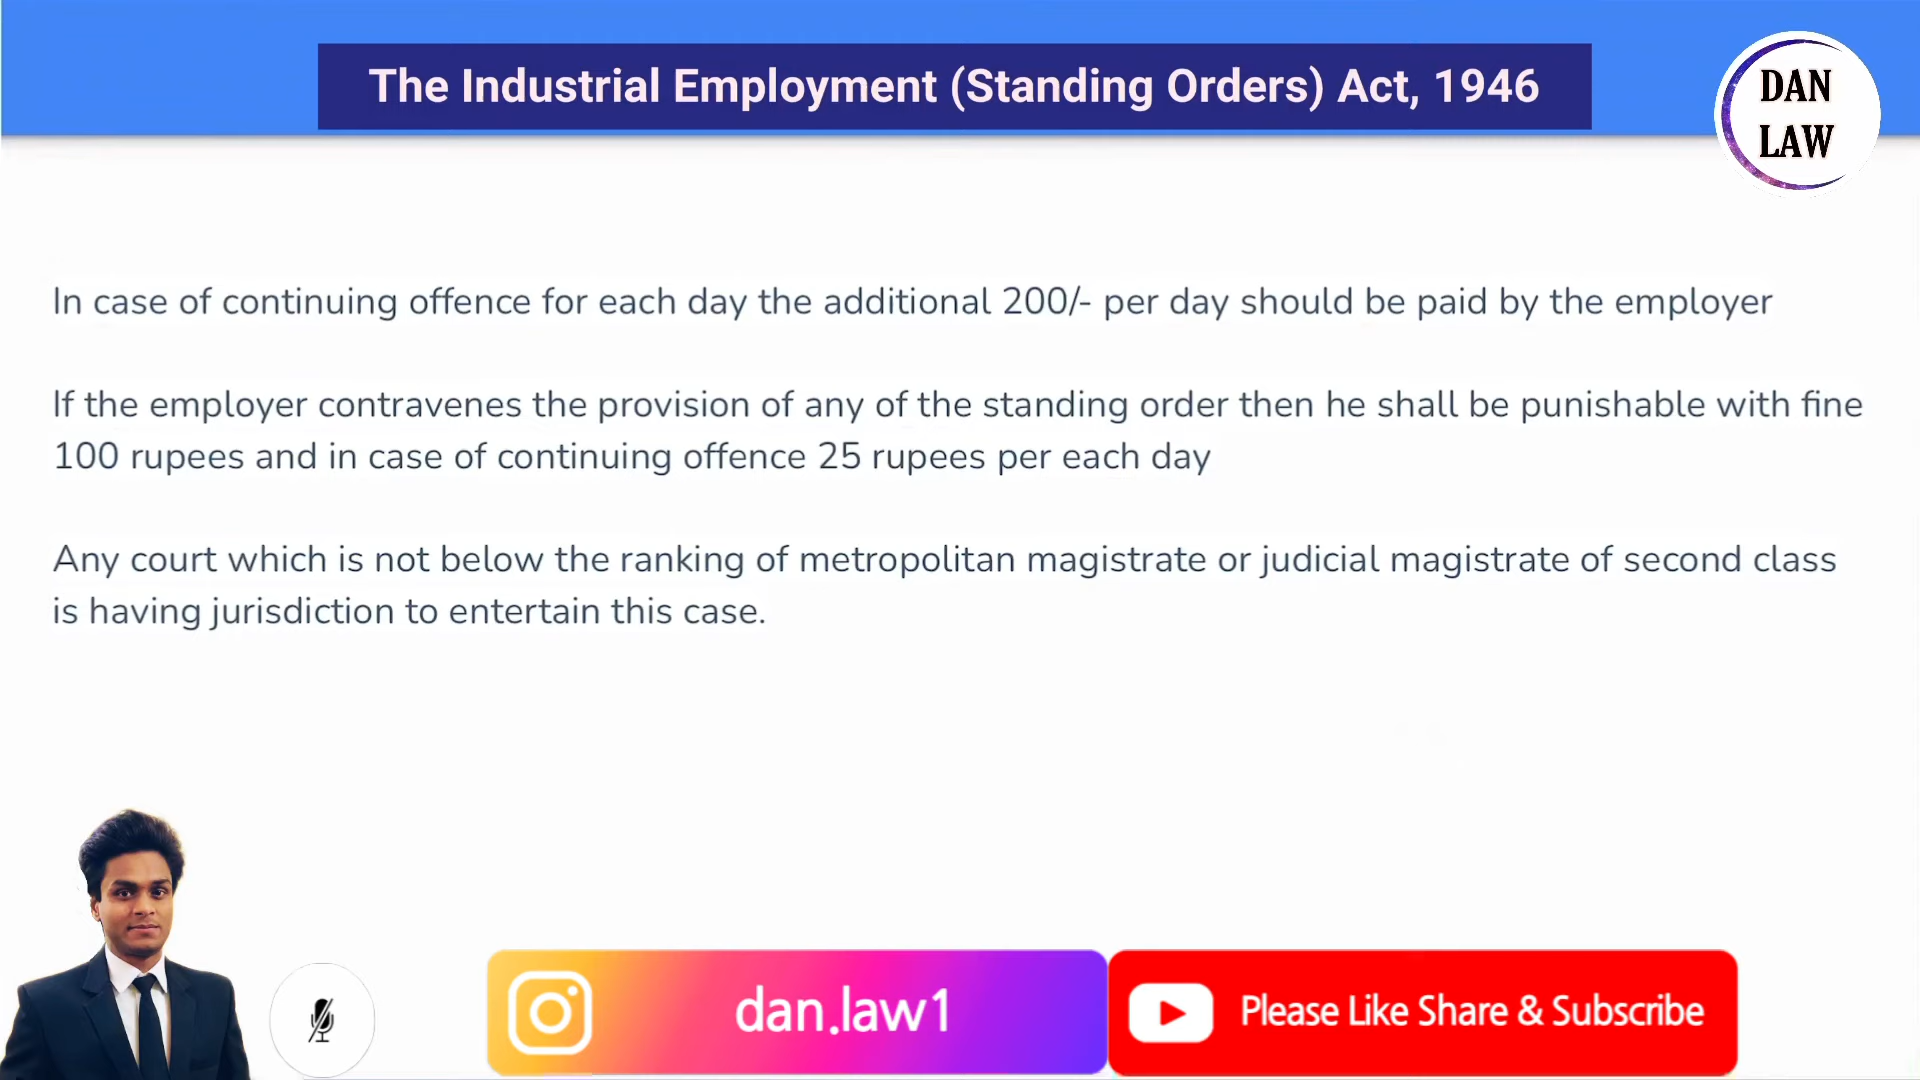 The Industrial Employment (Standing Orders) Act, 1946
DAN
LAW
In case of continuing offence for each day the additional 200/- per day should be paid by the employer
If the employer contravenes the provision of any of the standing order then he shall be punishable with fine
100 rupees and in case of continuing offence 25 rupees per each day
Any court which is not below the ranking of metropolitan magistrate or judicial magistrate of second class
is having jurisdiction to entertain this case.
dan.law1
Please Like Share & Subscribe